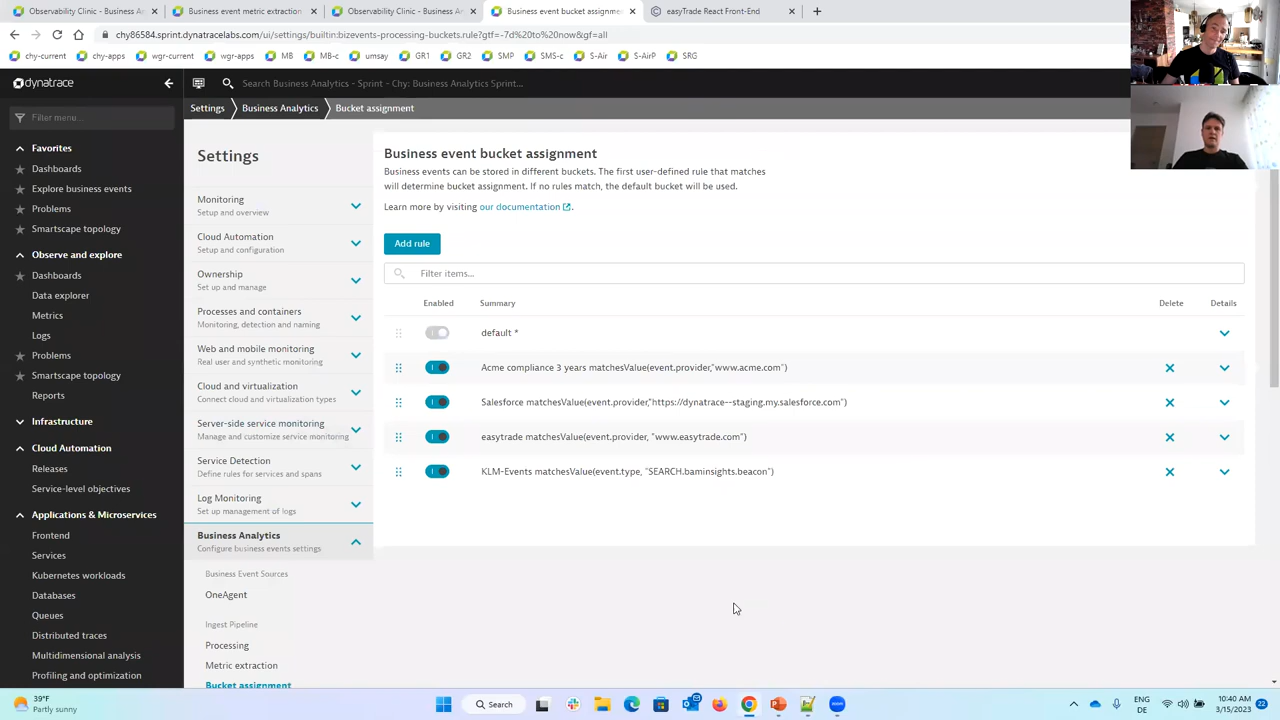 Observability Clinic - Business A
Business event metric extraction
Observability Clinic - Business A
Business event bucket assignme
easyTrade React Front-End
chy86584.sprint.dynatracelabs.com/ui/settings/builtin:bizevents-processing-buckets.rule?gtf=-7d%20to%20now&gf=all
chy-current
chy-apps
wgr-current
wgr-apps
MB
MB-c
umsay
GR1
GR2
SMP
SMP-c
S-Air
S-AirP
SRG
dynatrace
Search Business Analytics - Sprint - Chy: Business Analytics Sprint...
Filter menu...
Favorites
Dashboards
Explore business events
Problems
Smartscape topology
Observe and explore
Dashboards
Data explorer
Metrics
Logs
Problems
Smartscape topology
Reports
Infrastructure
Cloud Automation
Releases
Service-level objectives
Applications & Microservices
Frontend
Services
Kubernetes workloads
Databases
Queues
Distributed traces
Multidimensional analysis
Profiling and optimization
Settings
Business Analytics
Bucket assignment
Settings
Monitoring
Setup and overview
Cloud Automation
Setup and configuration
Ownership
Set up and manage
Processes and containers
Monitoring, detection and naming
Web and mobile monitoring
Real user and synthetic monitoring
Cloud and virtualization
Connect cloud and virtualization types
Server-side service monitoring
Manage and customize service monitoring
Service Detection
Define rules for services and spans
Log Monitoring
Set up management of logs
Business Analytics
Configure business events settings
Business Event Sources
OneAgent
Ingest Pipeline
Processing
Metric extraction
Bucket assignment
Business event bucket assignment
Business events can be stored in different buckets. The first user-defined rule that matches
will determine bucket assignment. If no rules match, the default bucket will be used.
Learn more by visiting our documentation.
Add rule
Filter items...
Enabled Summary Delete Details
default *
Acme compliance 3 years matchesValue(event.provider,"www.acme.com")
Salesforce matchesValue(event.provider,"https://dynatrace--staging.my.salesforce.com")
easytrade matchesValue(event.provider, "www.easytrade.com")
KLM-Events matchesValue(event.type, "SEARCH.baminsights.beacon")
39°F
Partly sunny
Search
ENG
DE
10:40 AM
3/15/2023
22